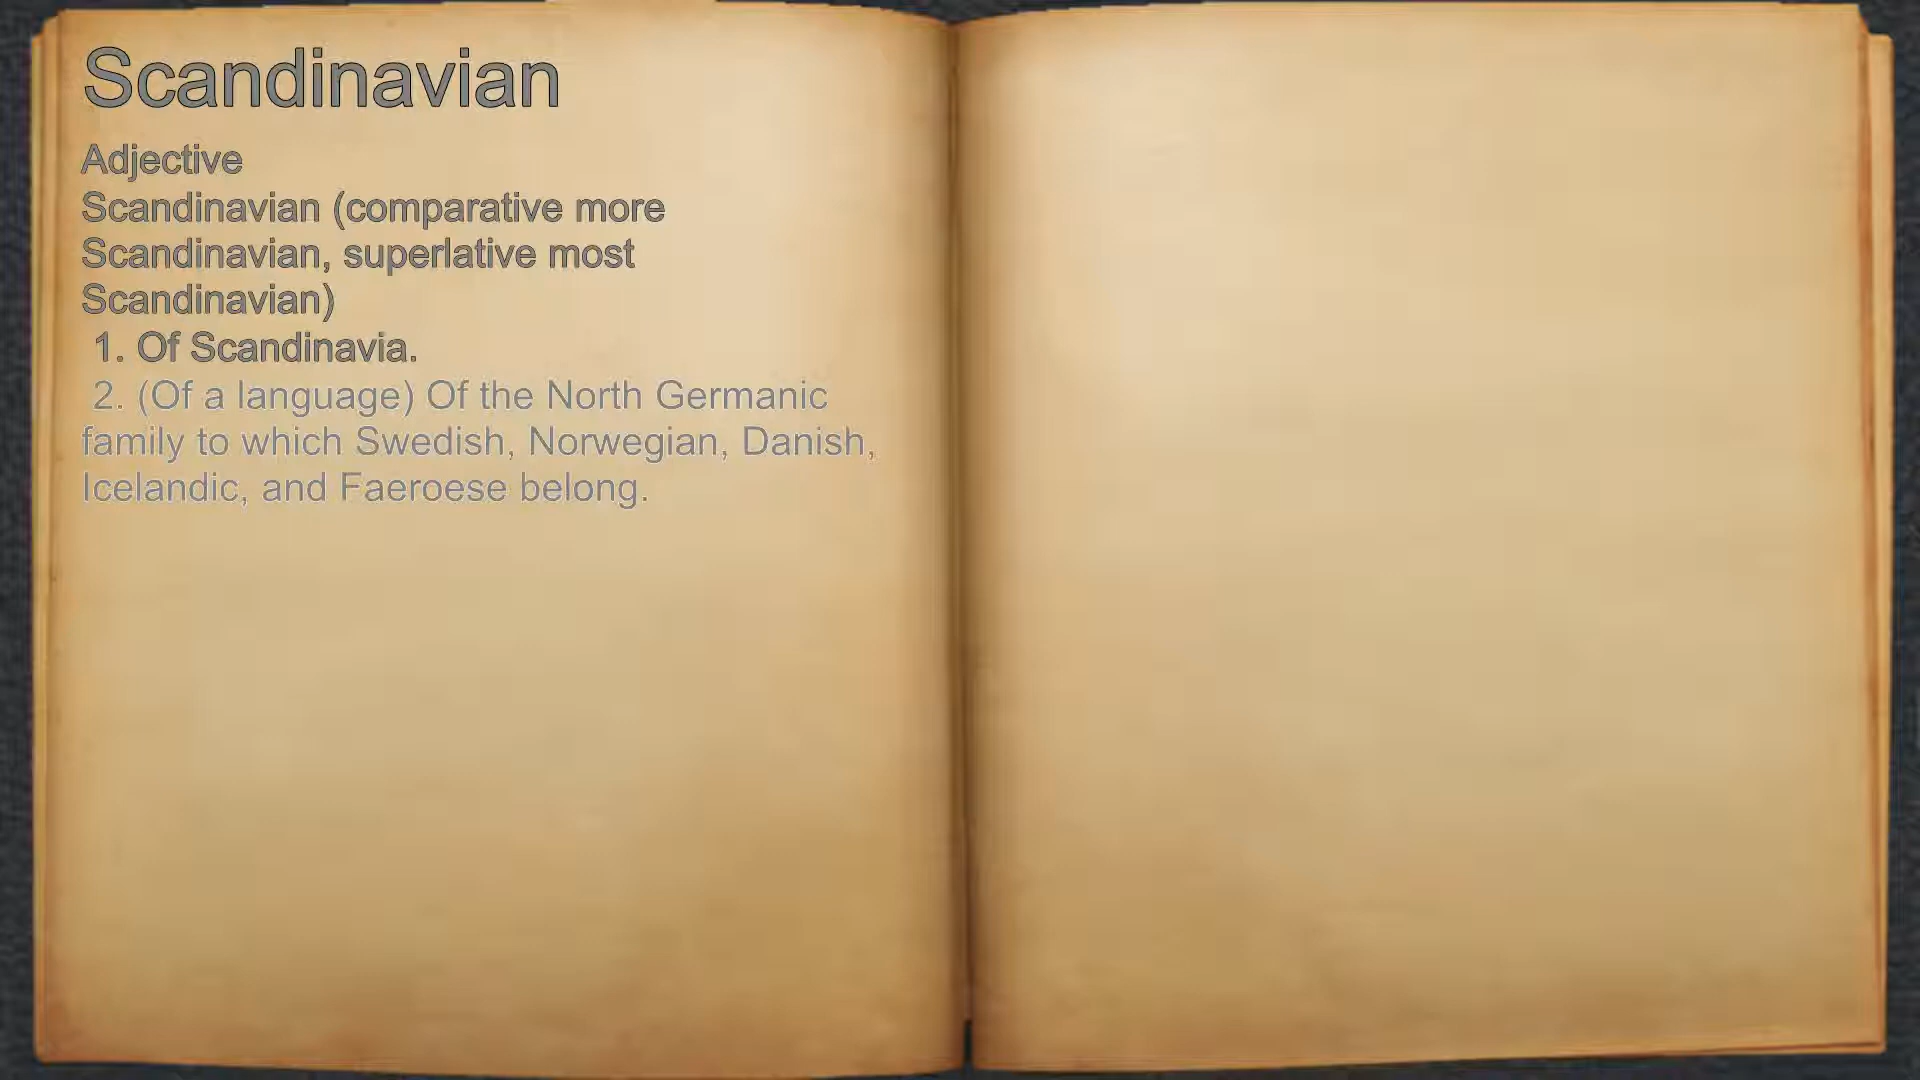 Scandinavian
Adjective
Scandinavian (comparative more
Scandinavian, superlative most
Scandinavian)
1. Of Scandinavia.
2. (Of a language) Of the North Germanic
family to which Swedish, Norwegian, Danish,
Icelandic, and Faeroese belong.